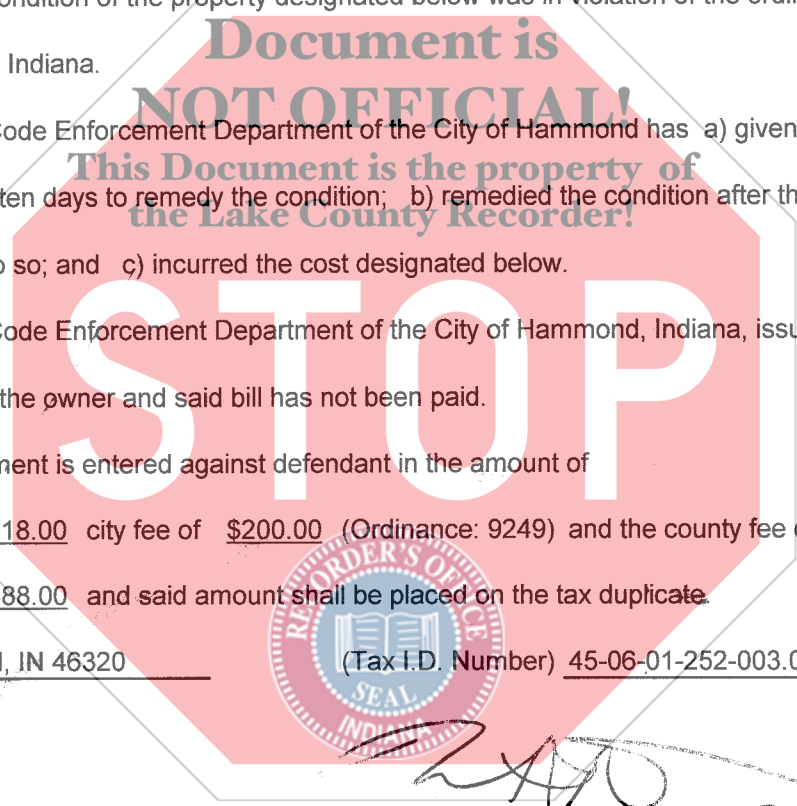 condition of the property designated below was in violation of the
Document is
Indiana.
NOT OFFICIAL!
Code Enforcement Department of the City of Hammond has a) given
This Document is the property of
ten days to remedy the condition; b) remedied the condition after
the Lake County Recorder!
so; and c) incurred the cost designated below.
STOP
Code Enforcement Department of the City of Hammond, Indiana,
the owner and said bill has not been paid.
ment is entered against defendant in the amount of
18.00 city fee of $200.00 (Ordinance: 9249) and the county fee
88.00 and said amount shall be placed on the tax duplicate.
, IN 46320 (Tax I.D. Number) 45-06-01-252-003.0
RECORDER'S OFFICE
SEAL
INDIANA